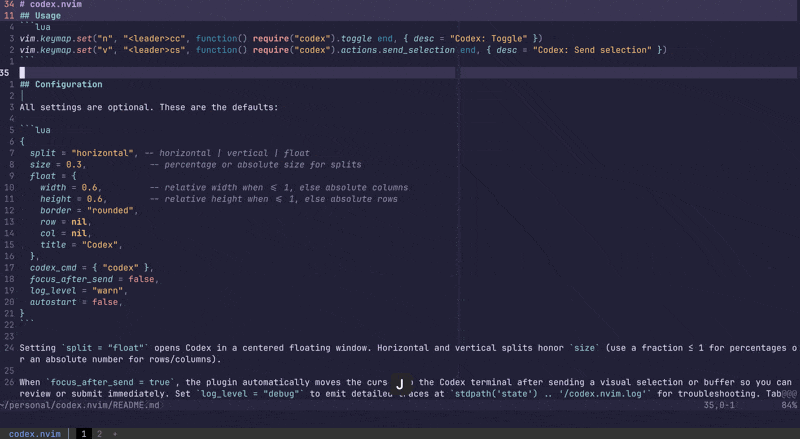 34 # codex.nvim
11 ## Usage
4 ```lua
3 vim.keymap.set("n", "<leader>cc", function() require("codex").toggle end, { desc = "Codex: Toggle" })
2 vim.keymap.set("v", "<leader>cs", function() require("codex").actions.send_selection end, { desc = "Codex: Send selection" })
1 ```
35
1 ## Configuration
2
3 All settings are optional. These are the defaults:
4
5 ```lua
6 {
7 split = "horizontal", -- horizontal | vertical | float
8 size = 0.3, -- percentage or absolute size for splits
9 float = {
10 width = 0.6, -- relative width when <= 1, else absolute columns
11 height = 0.6, -- relative height when <= 1, else absolute rows
12 border = "rounded",
13 row = nil,
14 col = nil,
15 title = "Codex",
16 },
17 codex_cmd = { "codex" },
18 focus_after_send = false,
19 log_level = "warn",
20 autostart = false,
21 }
22 ```
23
24 Setting `split = "float"` opens Codex in a centered floating window. Horizontal and vertical splits honor `size` (use a fraction ≤ 1 for percentages o
r an absolute number for rows/columns).
25
26 When `focus_after_send = true`, the plugin automatically moves the curs J o the Codex terminal after sending a visual selection or buffer so you can
review or submit immediately. Set `log_level = "debug"` to emit detailed traces at `stdpath('state') .. '/codex.nvim.log'` for troubleshooting. Tab@@@
~/personal/codex.nvim/README.md 35,0-1 84%
codex.nvim | 1 2 +